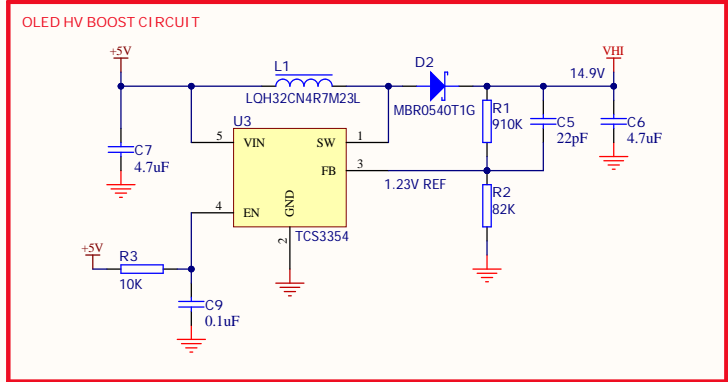 OLED HV BOOST CIRCUIT
+5V
L1
D2
VHI
14.9V
LQH32CN4R7M23L
MBR0540T1G
R1
910K
C5
22pF
C6
4.7uF
C7
4.7uF
U3
5
VIN
SW
1
FB
3
1.23V REF
R2
82K
4
EN
GND
2
TCS3354
+5V
R3
10K
C9
0.1uF